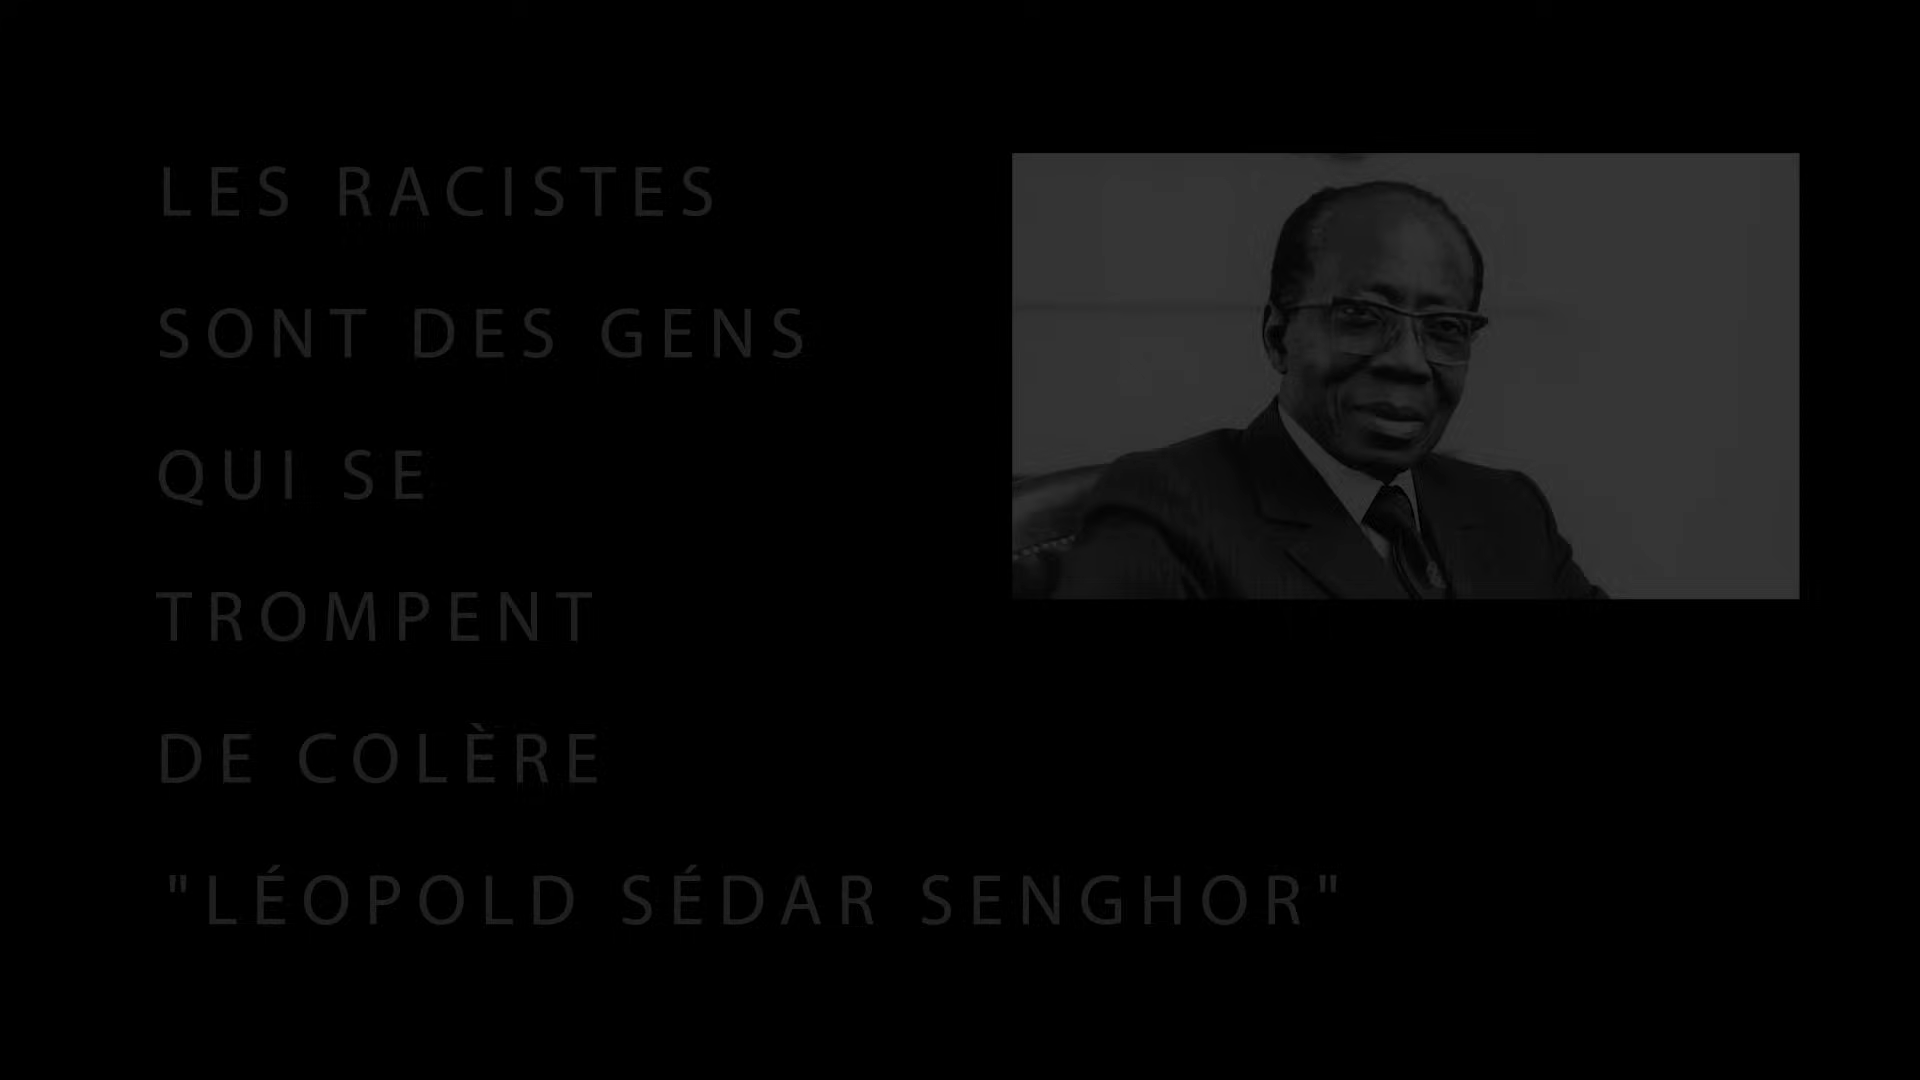 LES RACISTES
SONT DES GENS
QUI SE
TROMPENT
DE COLÈRE
"LÉOPOLD SÉDAR SENGHOR"